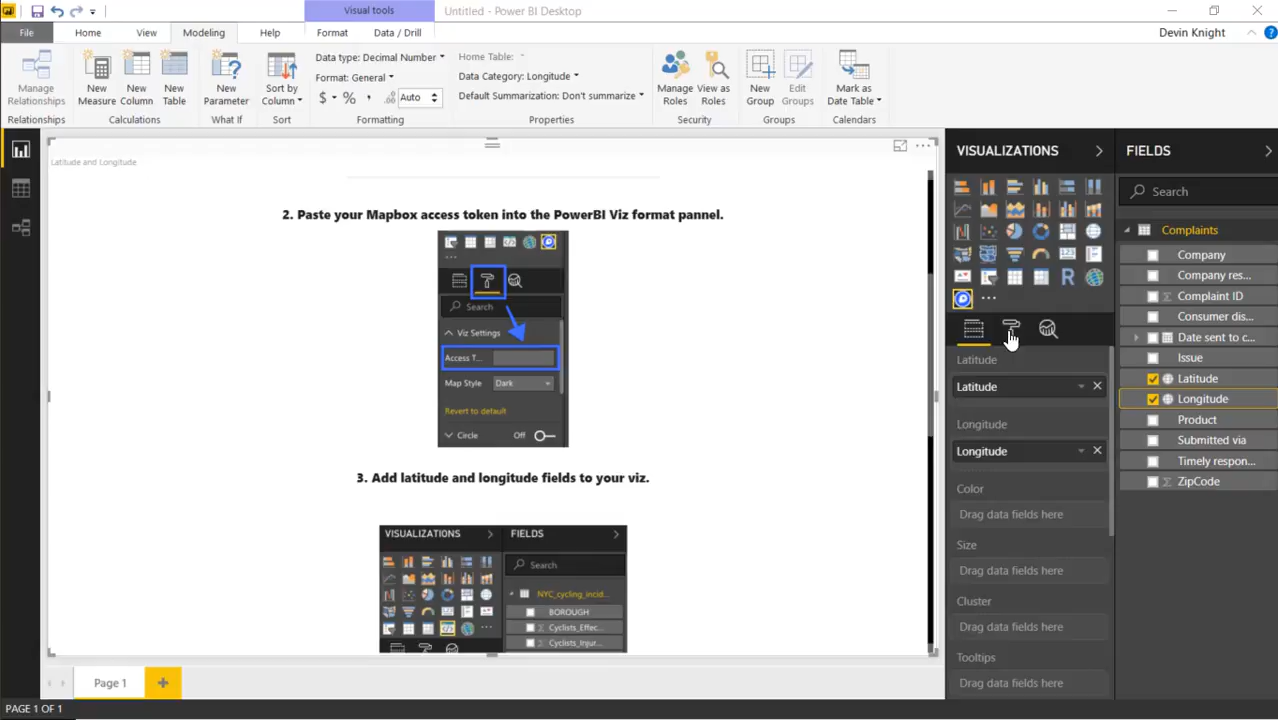 Visual tools
Untitled - Power BI Desktop
File
Home
View
Modeling
Help
Format
Data / Drill
Devin Knight
Manage Relationships
Relationships
New Measure
New Column
New Table
Calculations
New Parameter
What If
Sort by Column
Sort
Data type: Decimal Number
Format: General
$ % , .00 Auto
Formatting
Home Table:
Data Category: Longitude
Default Summarization: Don't summarize
Properties
Manage Roles
View as Roles
Security
New Group
Edit Groups
Groups
Mark as Date Table
Calendars
Latitude and Longitude
2. Paste your Mapbox access token into the PowerBI Viz format pannel.
Search
Viz Settings
Access T...
Map Style Dark
Revert to default
Circle Off
3. Add latitude and longitude fields to your viz.
VISUALIZATIONS
FIELDS
Search
NYC_cycling_incid...
BOROUGH
Cyclists_Effec...
Cyclists_Injur...
VISUALIZATIONS
R
Latitude
Latitude
Longitude
Longitude
Color
Drag data fields here
Size
Drag data fields here
Cluster
Drag data fields here
Tooltips
Drag data fields here
FIELDS
Search
Complaints
Company
Company res...
Complaint ID
Consumer dis...
Date sent to c...
Issue
Latitude
Longitude
Product
Submitted via
Timely respon...
ZipCode
Page 1
PAGE 1 OF 1